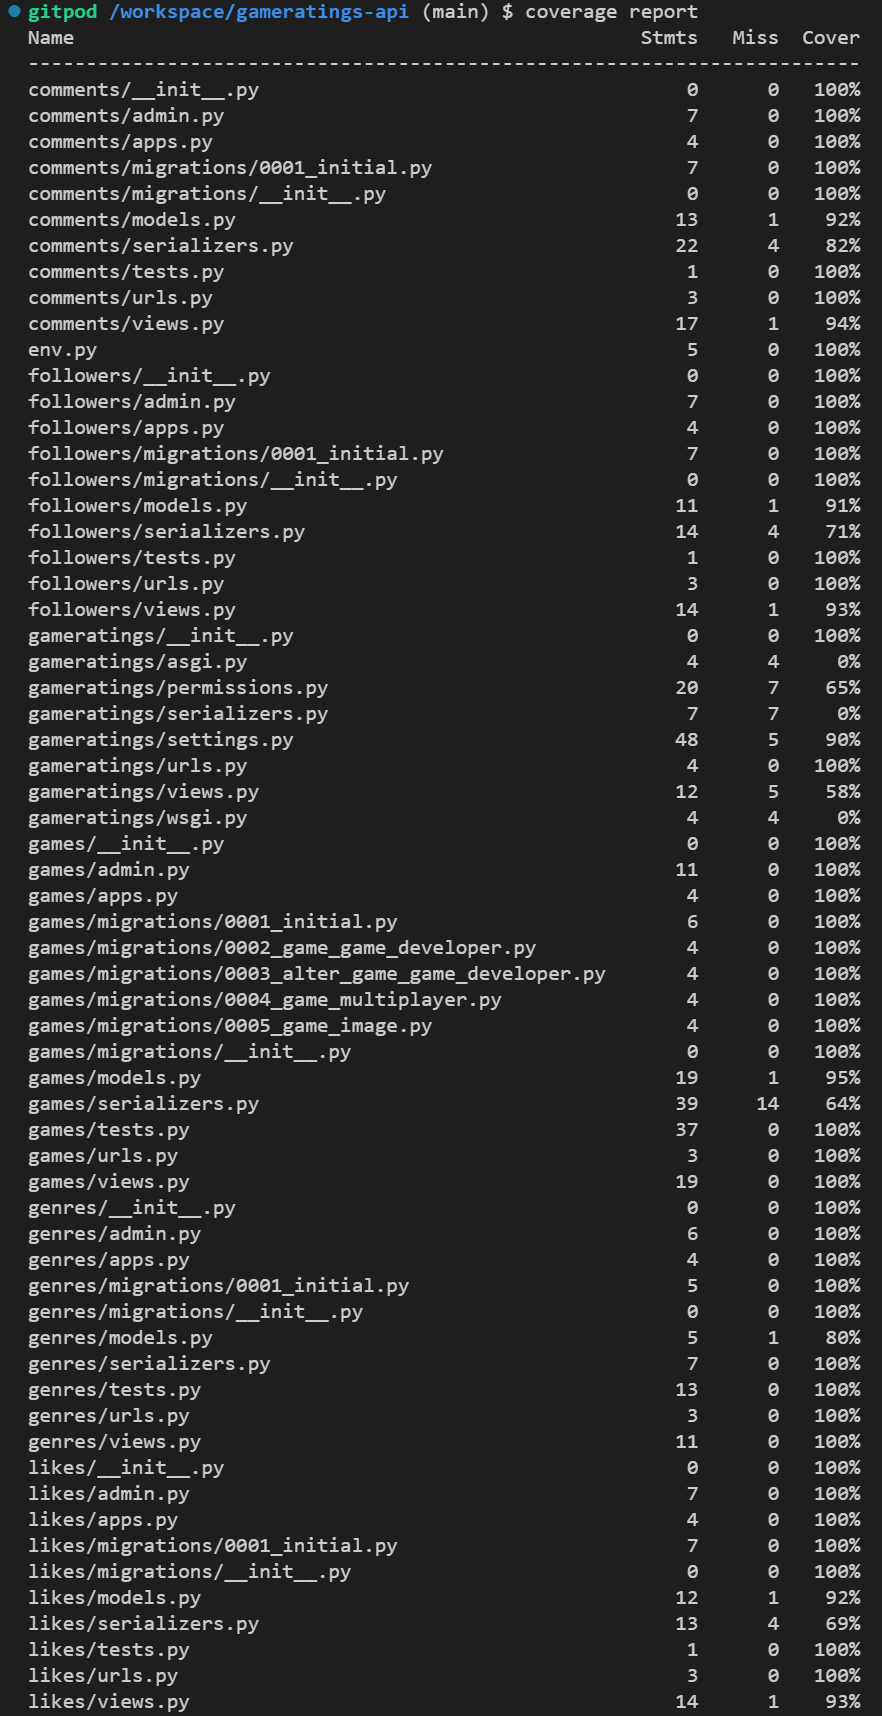 gitpod /workspace/gameratings-api (main) $ coverage report
Name Stmts Miss Cover
------------------------------------------------------------------------
comments/__init__.py 0 0 100%
comments/admin.py 7 0 100%
comments/apps.py 4 0 100%
comments/migrations/0001_initial.py 7 0 100%
comments/migrations/__init__.py 0 0 100%
comments/models.py 13 1 92%
comments/serializers.py 22 4 82%
comments/tests.py 1 0 100%
comments/urls.py 3 0 100%
comments/views.py 17 1 94%
env.py 5 0 100%
followers/__init__.py 0 0 100%
followers/admin.py 7 0 100%
followers/apps.py 4 0 100%
followers/migrations/0001_initial.py 7 0 100%
followers/migrations/__init__.py 0 0 100%
followers/models.py 11 1 91%
followers/serializers.py 14 4 71%
followers/tests.py 1 0 100%
followers/urls.py 3 0 100%
followers/views.py 14 1 93%
gameratings/__init__.py 0 0 100%
gameratings/asgi.py 4 4 0%
gameratings/permissions.py 20 7 65%
gameratings/serializers.py 7 7 0%
gameratings/settings.py 48 5 90%
gameratings/urls.py 4 0 100%
gameratings/views.py 12 5 58%
gameratings/wsgi.py 4 4 0%
games/__init__.py 0 0 100%
games/admin.py 11 0 100%
games/apps.py 4 0 100%
games/migrations/0001_initial.py 6 0 100%
games/migrations/0002_game_game_developer.py 4 0 100%
games/migrations/0003_alter_game_game_developer.py 4 0 100%
games/migrations/0004_game_multiplayer.py 4 0 100%
games/migrations/0005_game_image.py 4 0 100%
games/migrations/__init__.py 0 0 100%
games/models.py 19 1 95%
games/serializers.py 39 14 64%
games/tests.py 37 0 100%
games/urls.py 3 0 100%
games/views.py 19 0 100%
genres/__init__.py 0 0 100%
genres/admin.py 6 0 100%
genres/apps.py 4 0 100%
genres/migrations/0001_initial.py 5 0 100%
genres/migrations/__init__.py 0 0 100%
genres/models.py 5 1 80%
genres/serializers.py 7 0 100%
genres/tests.py 13 0 100%
genres/urls.py 3 0 100%
genres/views.py 11 0 100%
likes/__init__.py 0 0 100%
likes/admin.py 7 0 100%
likes/apps.py 4 0 100%
likes/migrations/0001_initial.py 7 0 100%
likes/migrations/__init__.py 0 0 100%
likes/models.py 12 1 92%
likes/serializers.py 13 4 69%
likes/tests.py 1 0 100%
likes/urls.py 3 0 100%
likes/views.py 14 1 93%